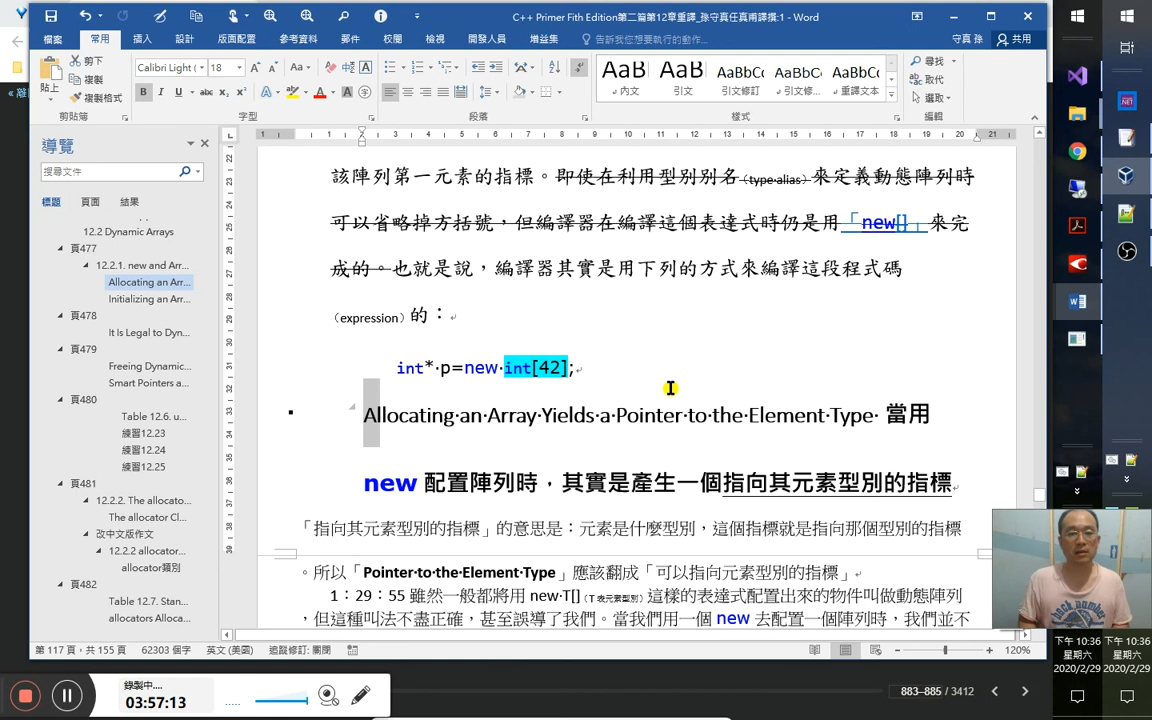 C++ Primer Fith Edition第二篇第12章重譯_孫守真任真甫譯撰:1 - Word
檔案 常用 插入 設計 版面配置 參考資料 郵件 校閱 檢視 開發人員 增益集 告訴我您想要執行的動作... 守真 孫 共用
貼上 剪下 複製 複製格式
Calibri Light ( 18
AaB AaB AaBbCc AaBbCc AaBbCc
內文 引文 引文修訂 引文修... 重譯文本
尋找 取代 選取
剪貼簿 字型 段落 樣式 編輯
導覽
搜尋文件
標題 頁面 結果
12.2 Dynamic Arrays
頁477
12.2.1. new and Arr...
Allocating an Arr...
Initializing an Arr...
頁478
It Is Legal to Dyn...
頁479
Freeing Dynamic...
Smart Pointers a...
頁480
Table 12.6. u...
練習12.23
練習12.24
練習12.25
頁481
12.2.2. The allocato...
The allocator Cl...
改中文版作文
12.2.2 allocator...
allocator類別
頁482
Table 12.7. Stan...
allocators Alloca...
該陣列第一元素的指標。即使在利用型別別名（type alias）來定義動態陣列時
可以省略掉方括號，但編譯器在編譯這個表達式時仍是用「new[]」來完
成的。也就是說，編譯器其實是用下列的方式來編譯這段程式碼
（expression）的：
int* p=new int[42];
Allocating an Array Yields a Pointer to the Element Type 當用
new 配置陣列時，其實是產生一個指向其元素型別的指標
「指向其元素型別的指標」的意思是：元素是什麼型別，這個指標就是指向那個型別的指標
。所以「Pointer to the Element Type」應該翻成「可以指向元素型別的指標」
1：29：55 雖然一般都將用 new T[]（T 表元素型別）這樣的表達式配置出來的物件叫做動態陣列
，但這種叫法不盡正確，甚至誤導了我們。當我們用一個 new 去配置一個陣列時，我們並不
第 117 頁，共 155 頁 62303 個字 英文 (美國) 追蹤修訂: 關閉 120%
錄製中...
03:57:13
883–885 / 3412
下午 10:36
星期六
2020/2/29
下午 10:36
星期六
2020/2/29